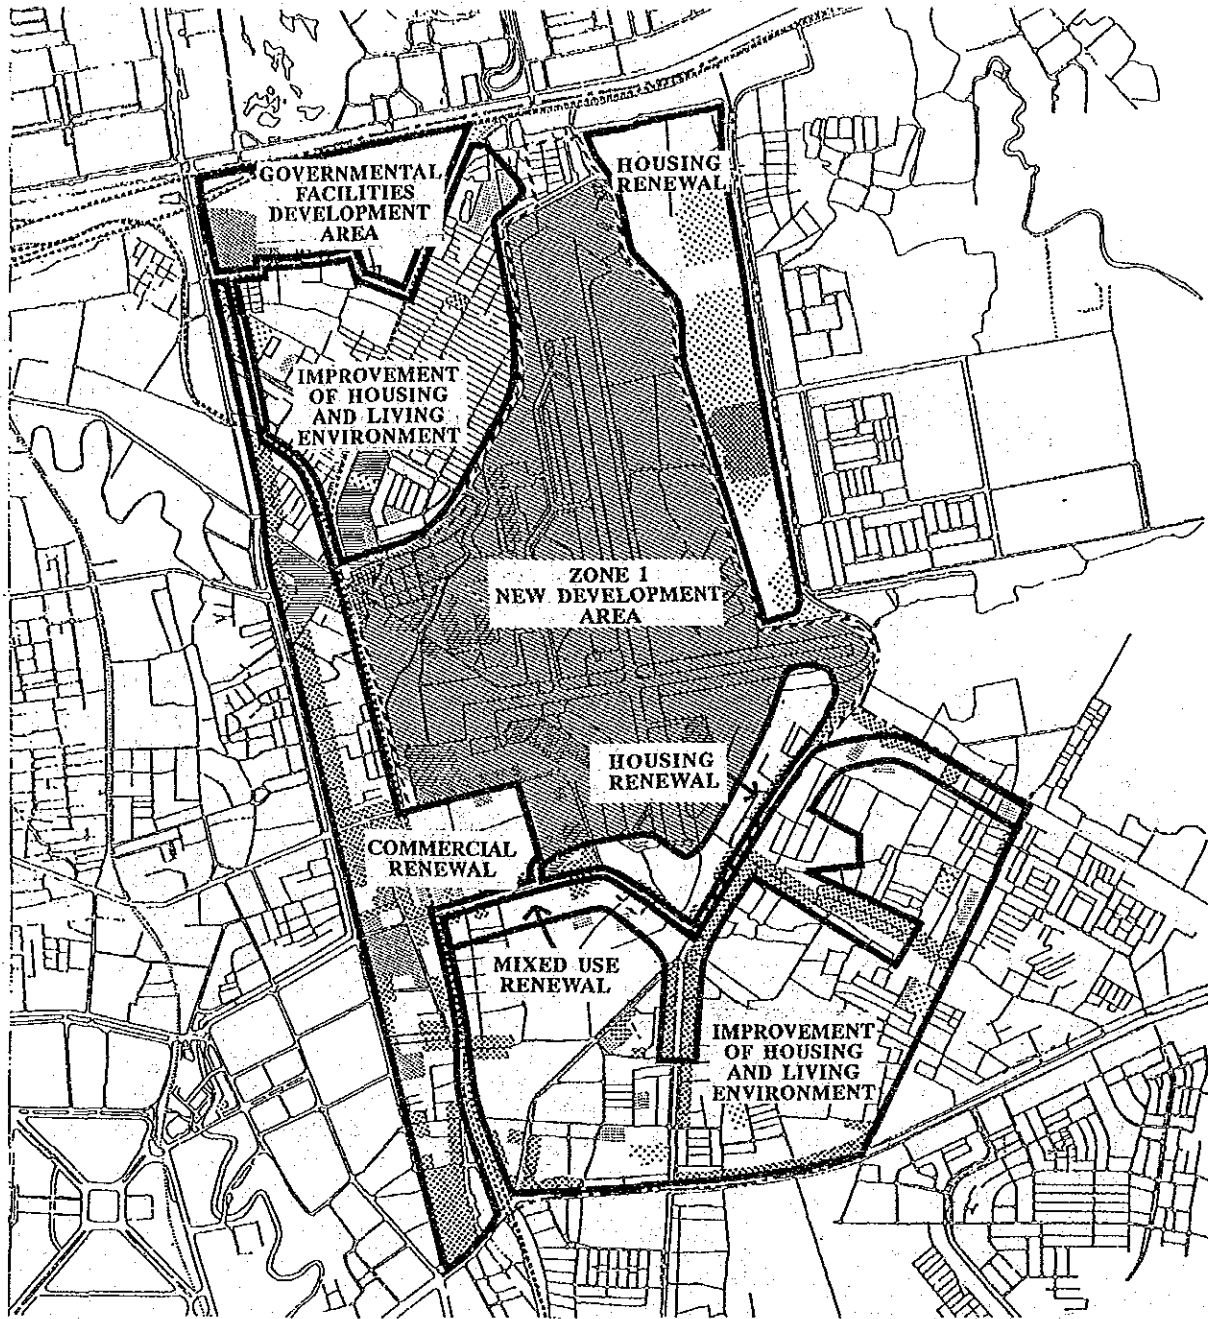 GOVERNMENTAL
FACILITIES
DEVELOPMENT
AREA
HOUSING
RENEWAL
IMPROVEMENT
OF HOUSING
AND LIVING
ENVIRONMENT
ZONE 1
NEW DEVELOPMENT
AREA
HOUSING
RENEWAL
COMMERCIAL
RENEWAL
MIXED USE
RENEWAL
IMPROVEMENT
OF HOUSING
AND LIVING
ENVIRONMENT